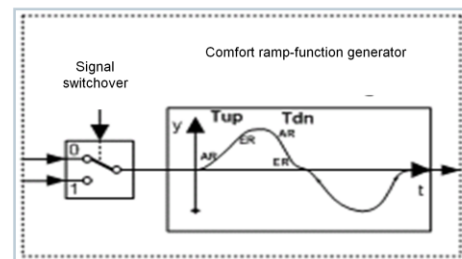 Signal
switchover
Comfort ramp-function generator
Tup
Tdn
y
AR
ER
AR
ER
t
0
1